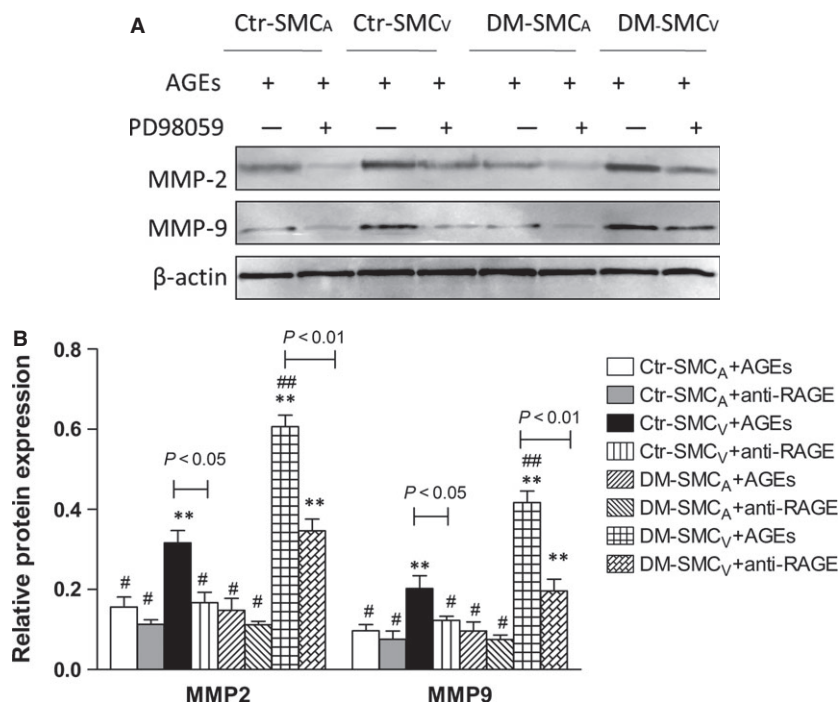 A
Ctr-SMCA Ctr-SMCV DM-SMCA DM-SMCV
AGEs + + + + + + + +
PD98059 — + — + — + — +
MMP-2
MMP-9
β-actin
B
Relative protein expression
0.8
0.6
0.4
0.2
0.0
# # ** # # # ## ** **
P < 0.05
P < 0.01
# # ** # # # ## ** **
P < 0.05
P < 0.01
MMP2 MMP9
Ctr-SMCA+AGEs
Ctr-SMCA+anti-RAGE
Ctr-SMCV+AGEs
Ctr-SMCV+anti-RAGE
DM-SMCA+AGEs
DM-SMCA+anti-RAGE
DM-SMCV+AGEs
DM-SMCV+anti-RAGE